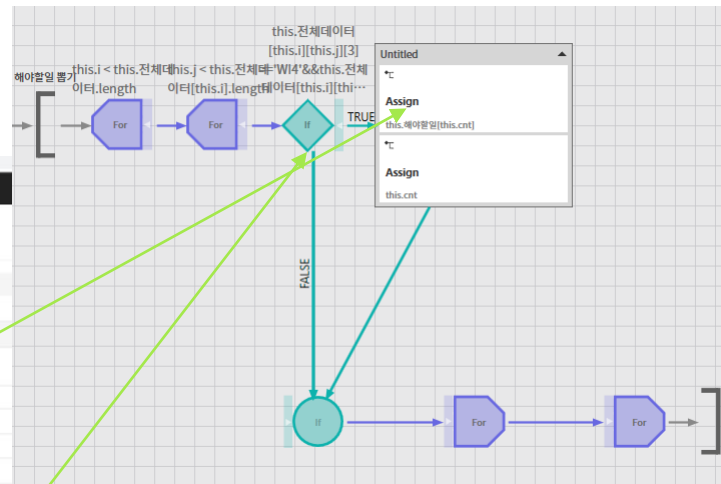 this.전체데이터
[this.i][this.j][3]
this.i < this.전체데
이터.length
this.j < this.전체데
이터[this.i].length
=='WI4'&&this.전체
데이터[this.i][thi…
해야할일 뽑기
For
For
If
TRUE
Untitled
Assign
this.해야할일[this.cnt]
Assign
this.cnt
FALSE
If
For
For